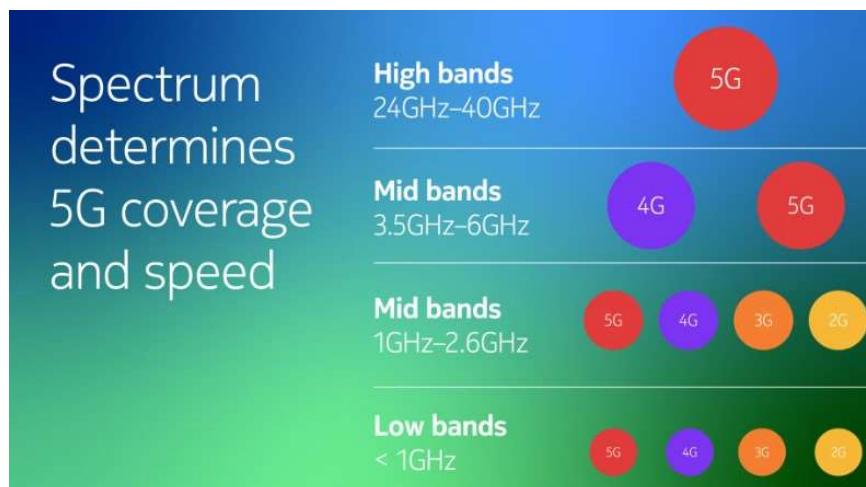 Spectrum
determines
5G coverage
and speed
High bands
24GHz–40GHz
5G
Mid bands
3.5GHz–6GHz
4G 5G
Mid bands
1GHz–2.6GHz
5G 4G 3G 2G
Low bands
< 1GHz
5G 4G 3G 2G